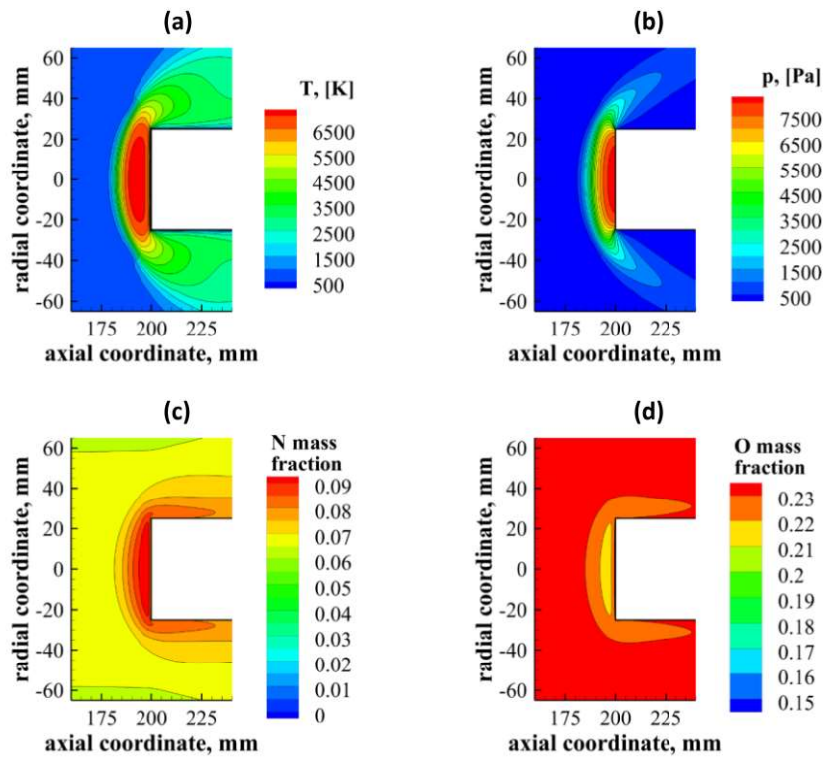 (a)
T, [K]
6500
5500
4500
3500
2500
1500
500
60
40
20
0
-20
-40
-60
radial coordinate, mm
175 200 225
axial coordinate, mm
(b)
p, [Pa]
7500
6500
5500
4500
3500
2500
1500
500
60
40
20
0
-20
-40
-60
radial coordinate, mm
175 200 225
axial coordinate, mm
(c)
N mass
fraction
0.09
0.08
0.07
0.06
0.05
0.04
0.03
0.02
0.01
0
60
40
20
0
-20
-40
-60
radial coordinate, mm
175 200 225
axial coordinate, mm
(d)
O mass
fraction
0.23
0.22
0.21
0.2
0.19
0.18
0.17
0.16
0.15
60
40
20
0
-20
-40
-60
radial coordinate, mm
175 200 225
axial coordinate, mm